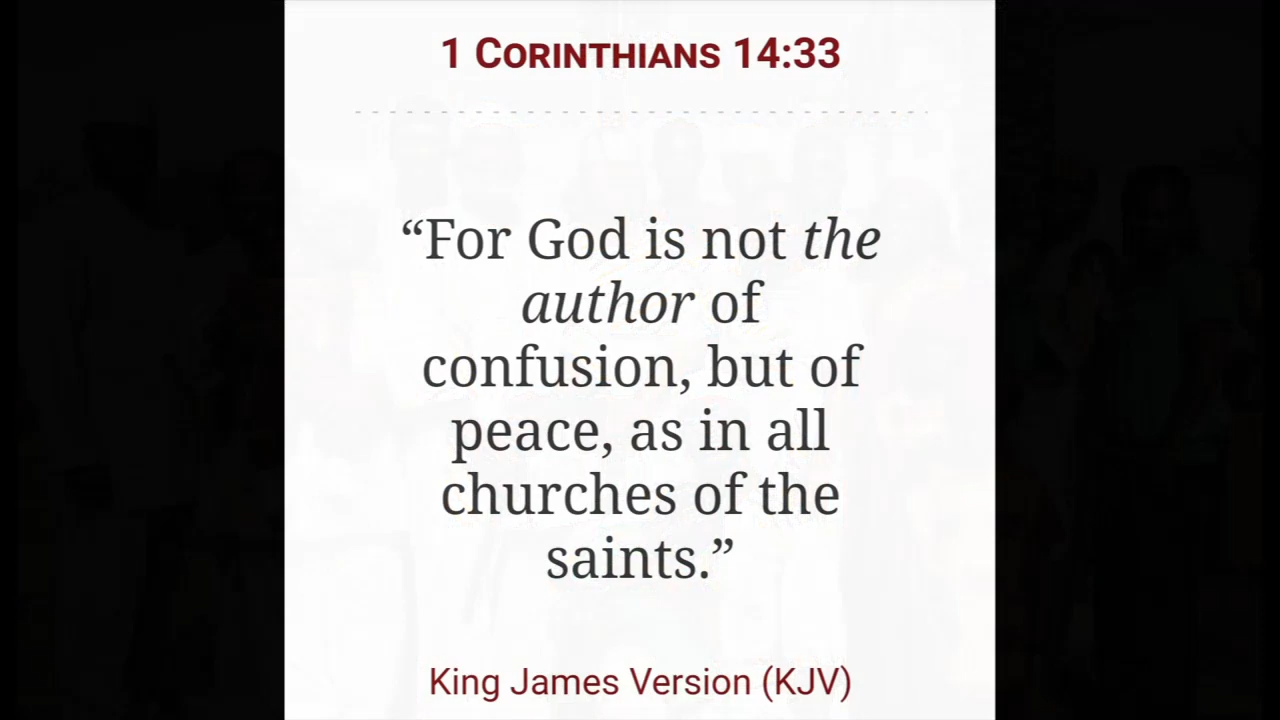 1 Corinthians 14:33
“For God is not the
author of
confusion, but of
peace, as in all
churches of the
saints.”
King James Version (KJV)